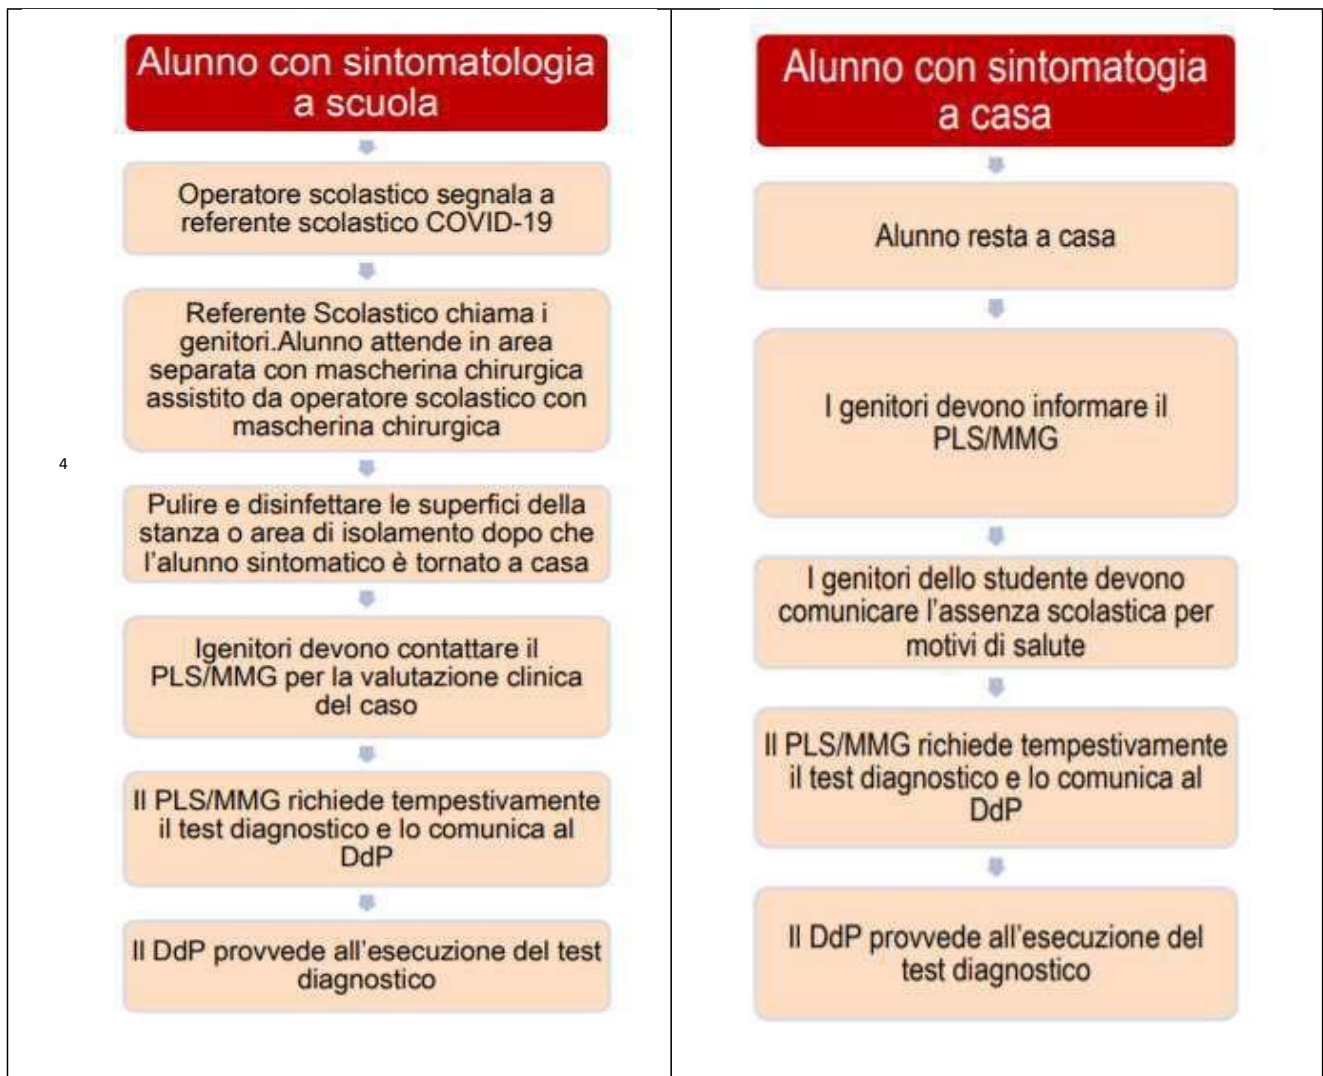 Alunno con sintomatologia
a scuola
Operatore scolastico segnala a
referente scolastico COVID-19
Referente Scolastico chiama i
genitori.Alunno attende in area
separata con mascherina chirurgica
assistito da operatore scolastico con
mascherina chirurgica
4
Pulire e disinfettare le superfici della
stanza o area di isolamento dopo che
l'alunno sintomatico è tornato a casa
Igenitori devono contattare il
PLS/MMG per la valutazione clinica
del caso
Il PLS/MMG richiede tempestivamente
il test diagnostico e lo comunica al
DdP
Il DdP provvede all'esecuzione del test
diagnostico
Alunno con sintomatogia
a casa
Alunno resta a casa
I genitori devono informare il
PLS/MMG
I genitori dello studente devono
comunicare l'assenza scolastica per
motivi di salute
Il PLS/MMG richiede tempestivamente
il test diagnostico e lo comunica al
DdP
Il DdP provvede all'esecuzione del
test diagnostico